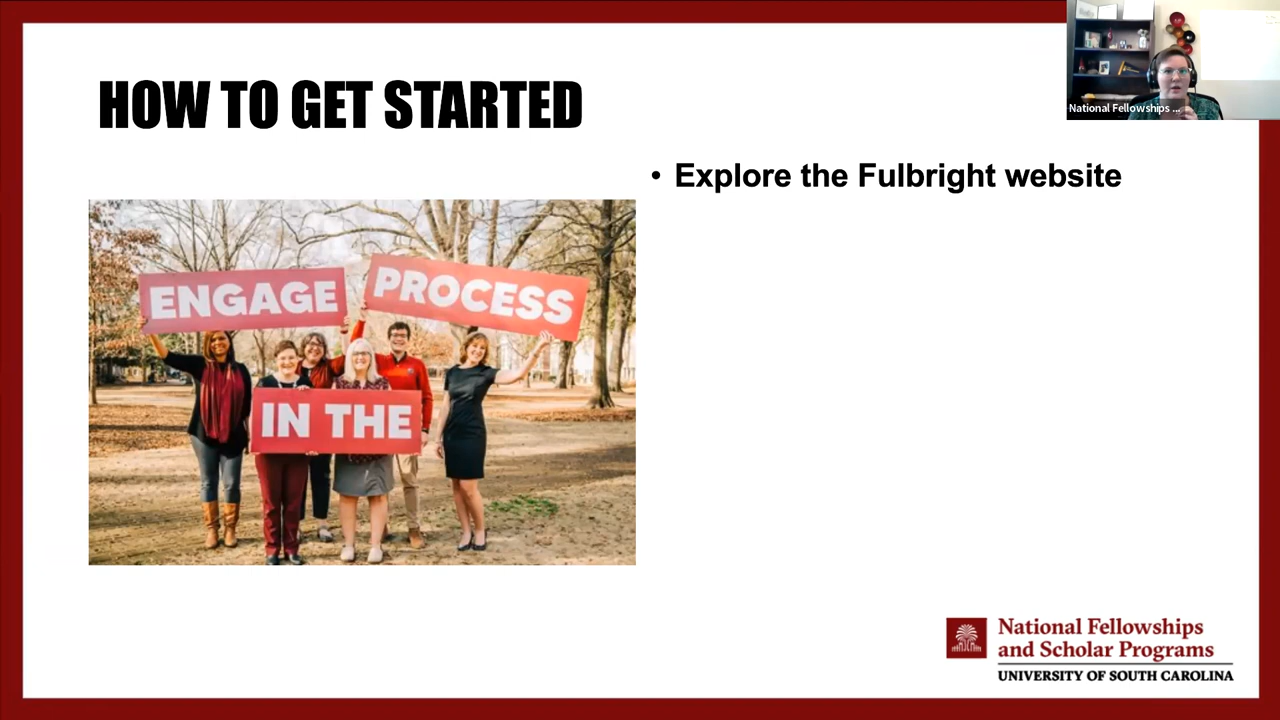 HOW TO GET STARTED
National Fellowships ...
• Explore the Fulbright website
ENGAGE
PROCESS
IN THE
National Fellowships
and Scholar Programs
UNIVERSITY OF SOUTH CAROLINA